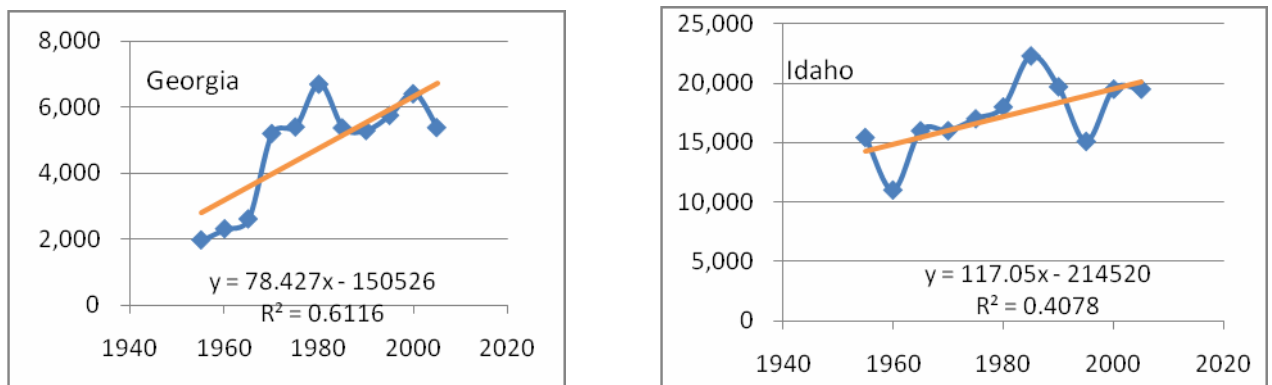 8,000
Georgia
6,000
4,000
2,000
y = 78.427x - 150526
0
R² = 0.6116
1940 1960 1980 2000 2020
25,000
Idaho
20,000
15,000
10,000
5,000
y = 117.05x - 214520
R² = 0.4078
0
1940 1960 1980 2000 2020